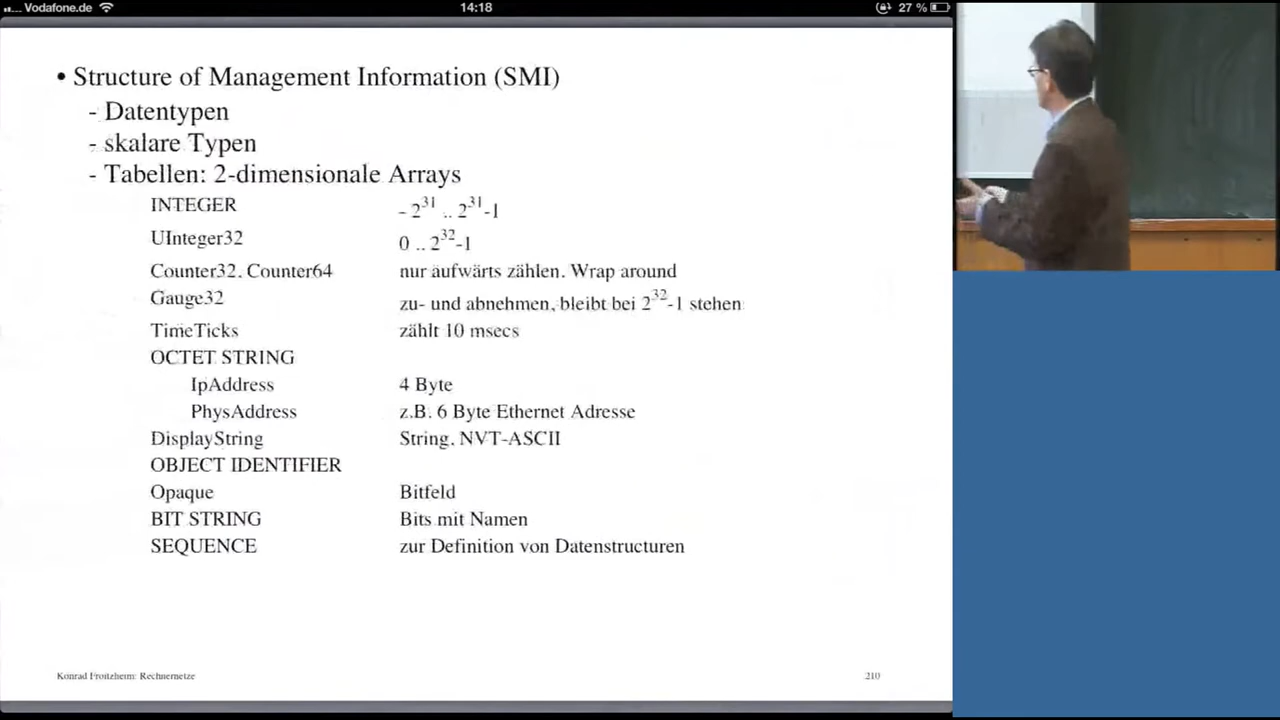 Vodafone.de 14:18 27 %
• Structure of Management Information (SMI)
- Datentypen
- skalare Typen
- Tabellen: 2-dimensionale Arrays
INTEGER - 2^31 .. 2^31-1
UInteger32 0 .. 2^32-1
Counter32, Counter64 nur aufwärts zählen. Wrap around
Gauge32 zu- und abnehmen, bleibt bei 2^32-1 stehen
TimeTicks zählt 10 msecs
OCTET STRING
IpAddress 4 Byte
PhysAddress z.B. 6 Byte Ethernet Adresse
DisplayString String, NVT-ASCII
OBJECT IDENTIFIER
Opaque Bitfeld
BIT STRING Bits mit Namen
SEQUENCE zur Definition von Datenstructuren
Konrad Froitzheim: Rechnernetze 210